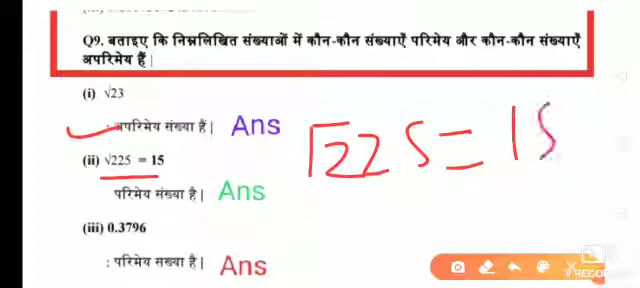 Q9. बताइए कि निम्नलिखित संख्याओं में कौन-कौन संख्याएँ परिमेय और कौन-कौन संख्याएँ
अपरिमेय हैं |
(i) √23
: अपरिमेय संख्या है | Ans
(ii) √225 = 15
√225 = 15
परिमेय संख्या है | Ans
(iii) 0.3796
: परिमेय संख्या है | Ans